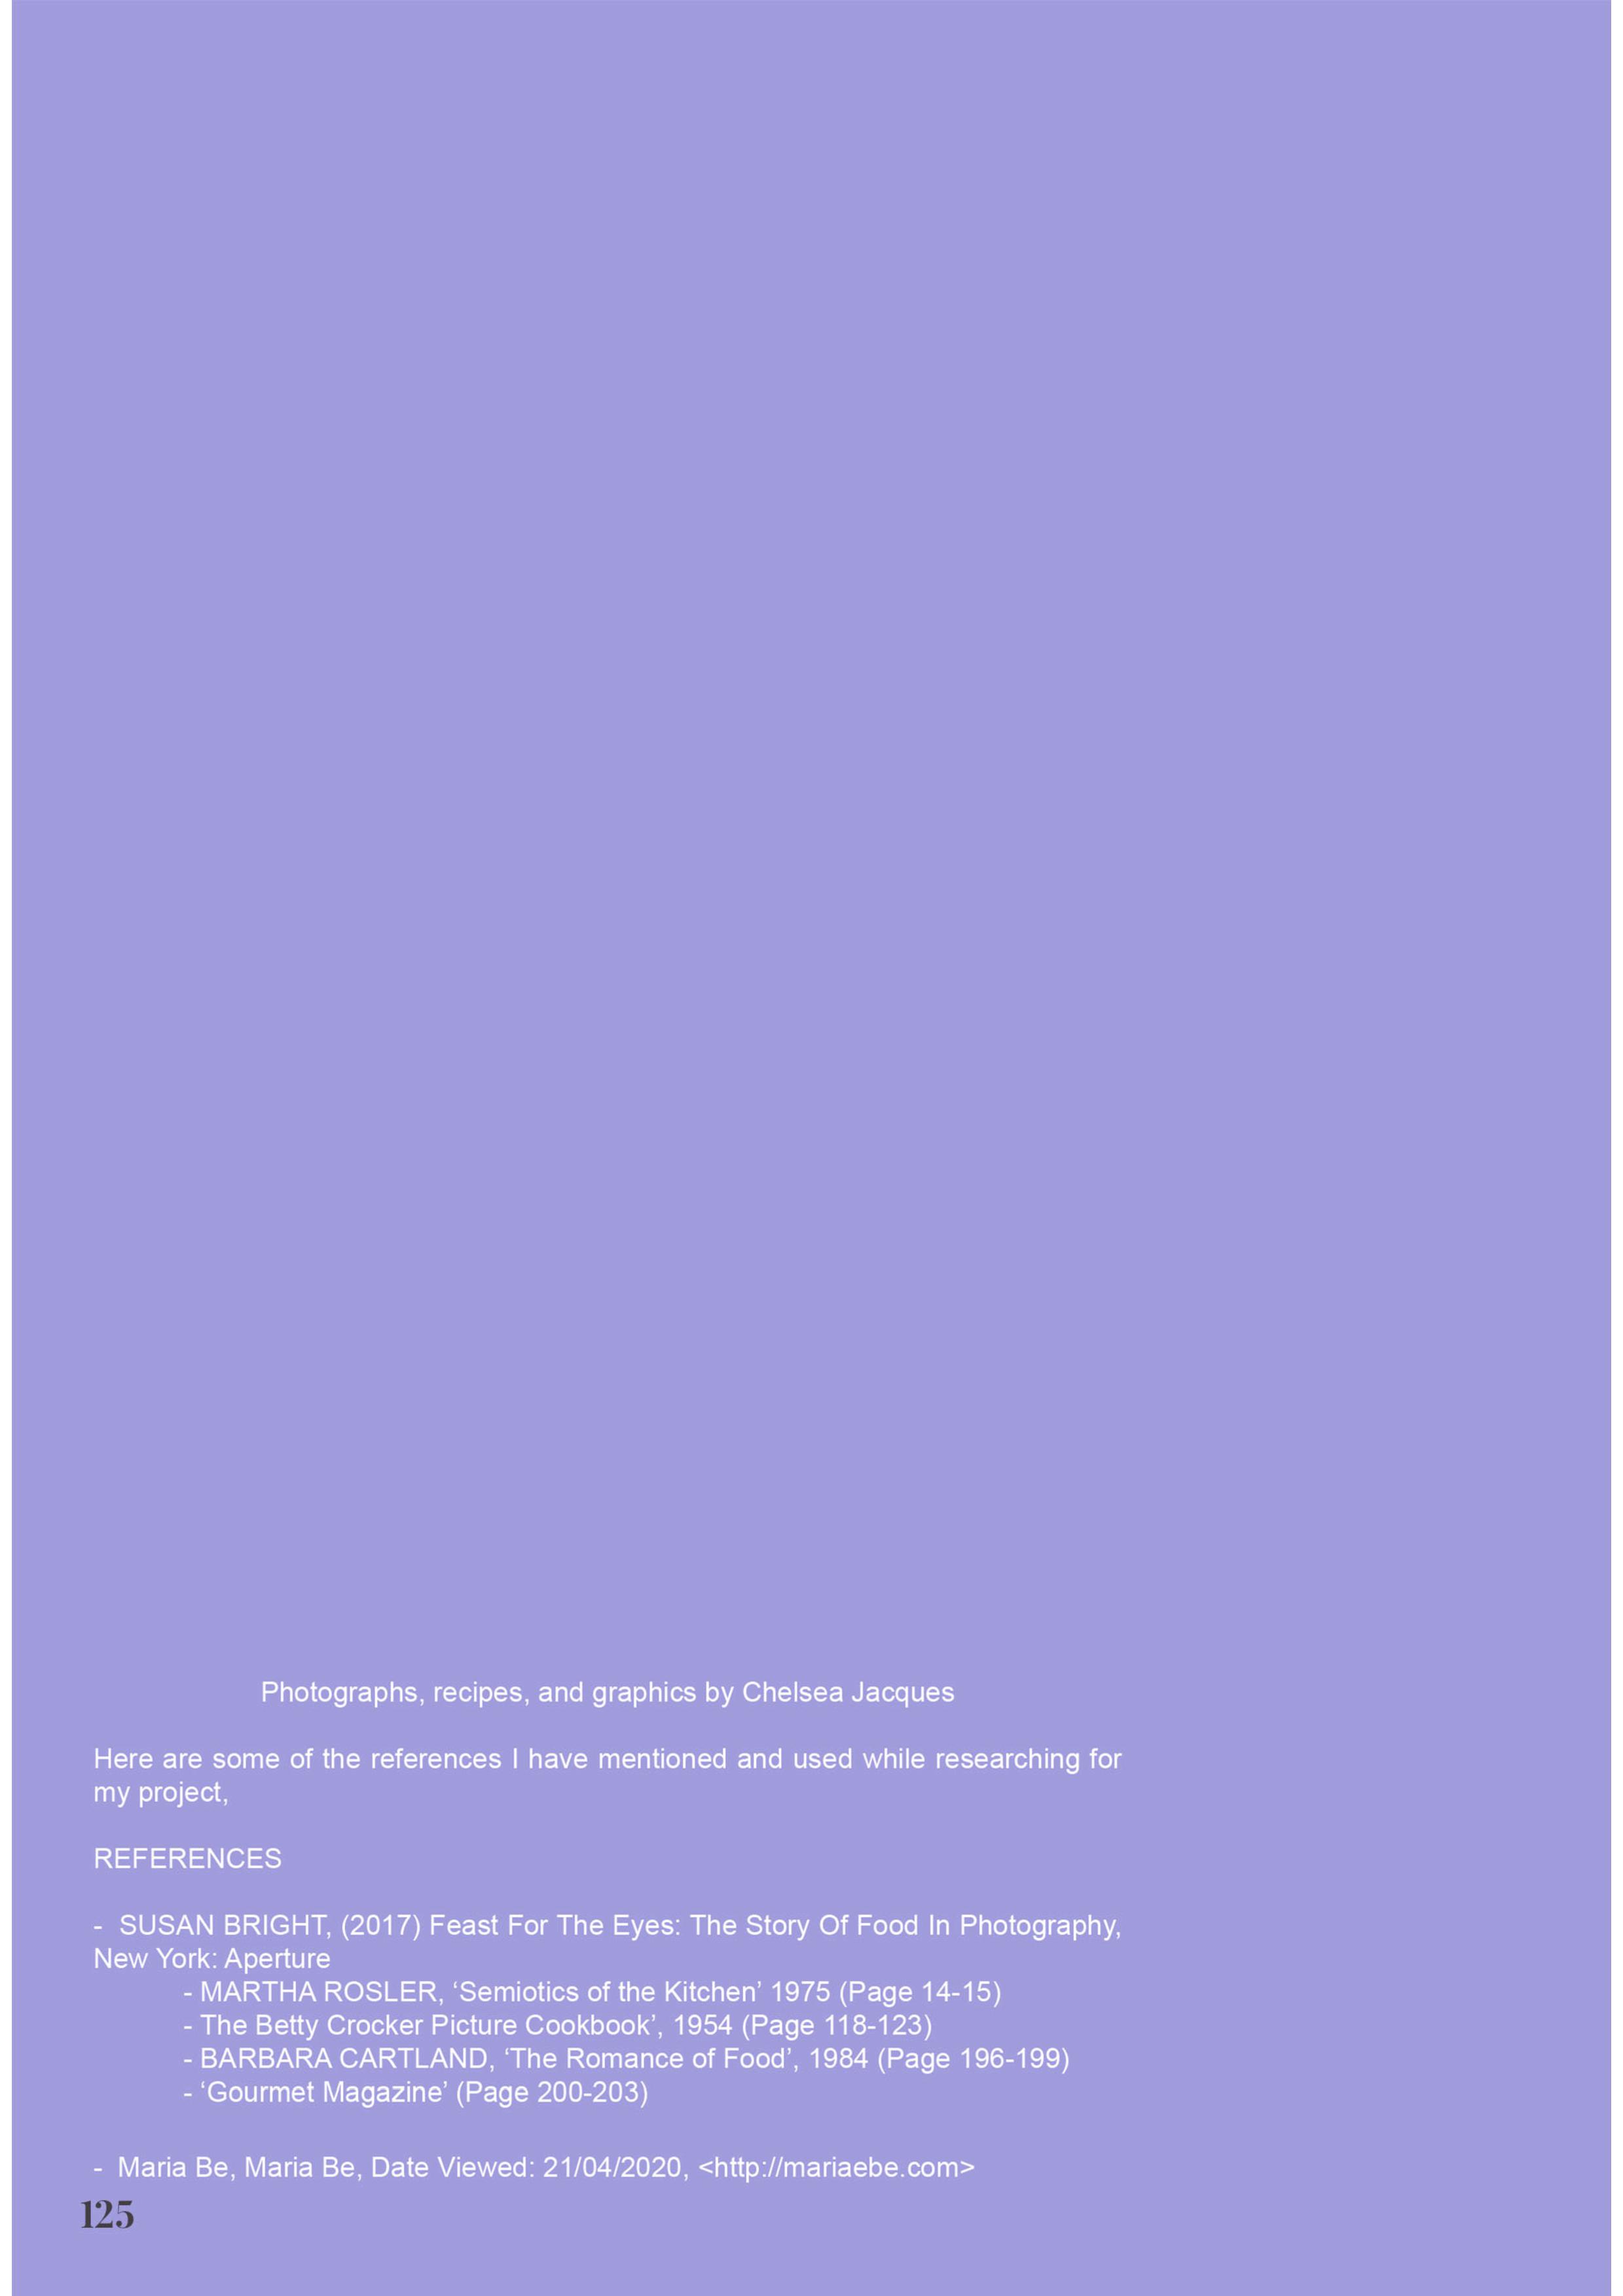 Photographs, recipes, and graphics by Chelsea Jacques
Here are some of the references I have mentioned and used while researching for
my project,
REFERENCES
- SUSAN BRIGHT, (2017) Feast For The Eyes: The Story Of Food In Photography,
New York: Aperture
- MARTHA ROSLER, ‘Semiotics of the Kitchen’ 1975 (Page 14-15)
- The Betty Crocker Picture Cookbook’, 1954 (Page 118-123)
- BARBARA CARTLAND, ‘The Romance of Food’, 1984 (Page 196-199)
- ‘Gourmet Magazine’ (Page 200-203)
- Maria Be, Maria Be, Date Viewed: 21/04/2020, <http://mariaebe.com>
125